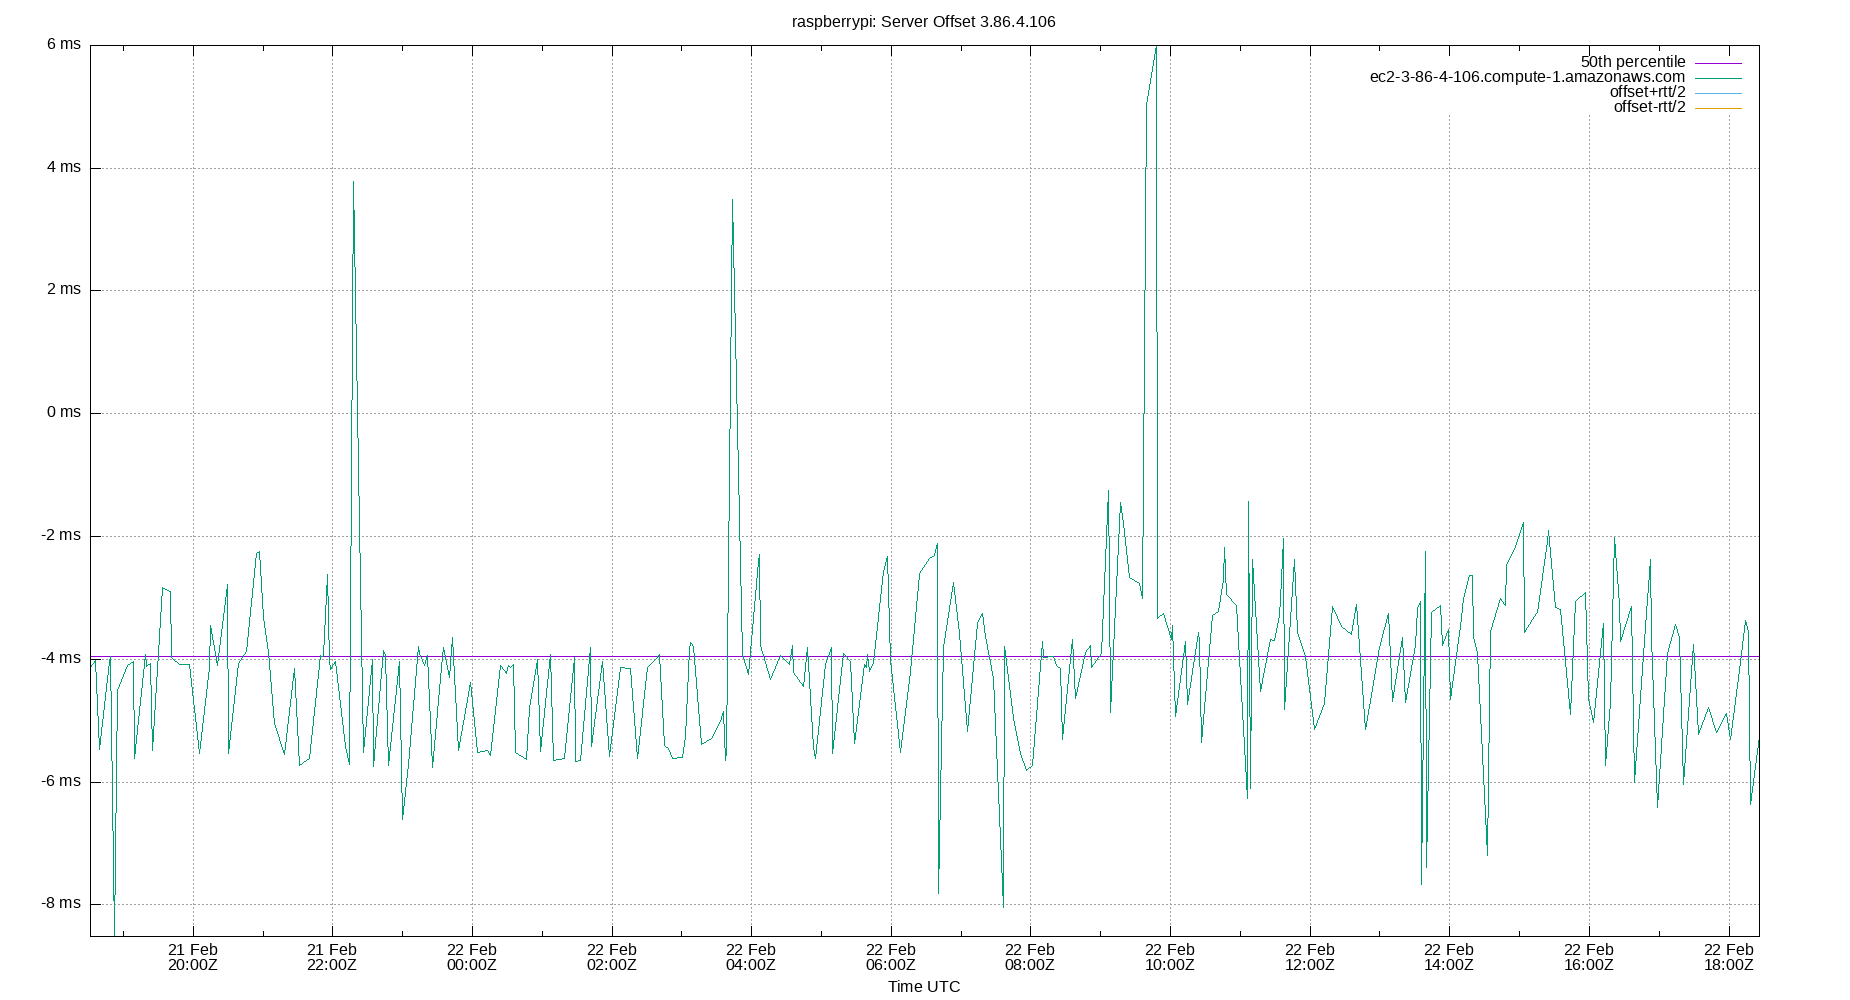 raspberrypi: Server Offset 3.86.4.106
6 ms
4 ms
2 ms
0 ms
-2 ms
-4 ms
-6 ms
-8 ms
50th percentile
ec2-3-86-4-106.compute-1.amazonaws.com
offset+rtt/2
offset-rtt/2
21 Feb 21 Feb 22 Feb 22 Feb 22 Feb 22 Feb 22 Feb 22 Feb 22 Feb 22 Feb 22 Feb 22 Feb
20:00Z 22:00Z 00:00Z 02:00Z 04:00Z 06:00Z 08:00Z 10:00Z 12:00Z 14:00Z 16:00Z 18:00Z
Time UTC